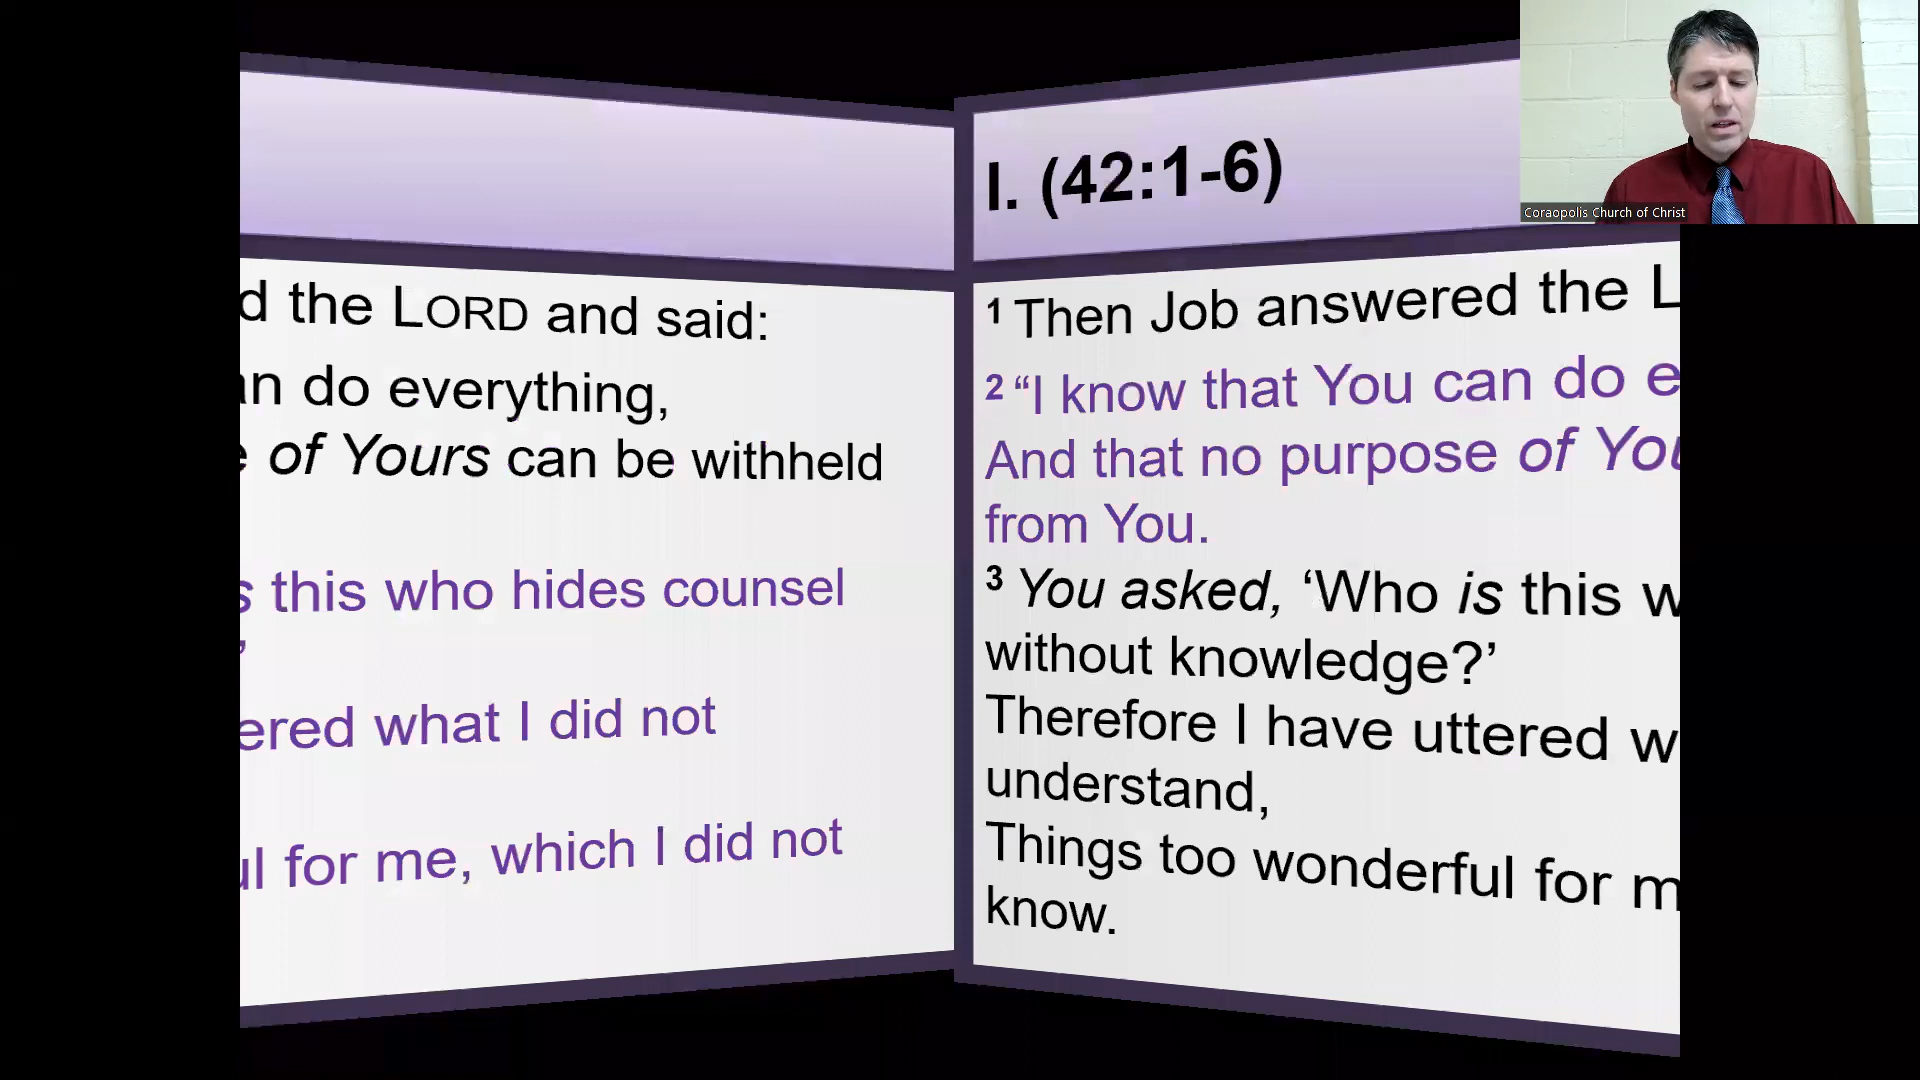 d the LORD and said:
an do everything,
of Yours can be withheld
this who hides counsel
ered what I did not
ul for me, which I did not
I. (42:1-6)
1 Then Job answered the L
2 “I know that You can do e
And that no purpose of You
from You.
3 You asked, ‘Who is this w
without knowledge?’
Therefore I have uttered w
understand,
Things too wonderful for m
know.
Coraopolis Church of Christ